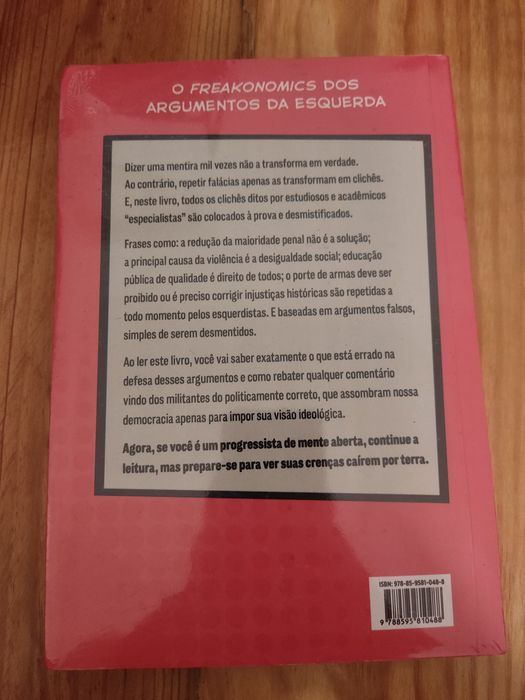 O FREAKONOMICS DOS
ARGUMENTOS DA ESQUERDA
Dizer uma mentira mil vezes não a transforma em verdade.
Ao contrário, repetir falácias apenas as transformam em clichês.
E, neste livro, todos os clichês ditos por estudiosos e acadêmicos
“especialistas” são colocados à prova e desmistificados.
Frases como: a redução da maioridade penal não é a solução;
a principal causa da violência é a desigualdade social; educação
pública de qualidade é direito de todos; o porte de armas deve ser
proibido ou é preciso corrigir injustiças históricas são repetidas a
todo momento pelos esquerdistas. E baseadas em argumentos falsos,
simples de serem desmentidos.
Ao ler este livro, você vai saber exatamente o que está errado na
defesa desses argumentos e como rebater qualquer comentário
vindo dos militantes do politicamente correto, que assombram nossa
democracia apenas para impor sua visão ideológica.
Agora, se você é um progressista de mente aberta, continue a
leitura, mas prepare-se para ver suas crenças caírem por terra.
ISBN: 978-85-9581-048-8
9 788595 810488